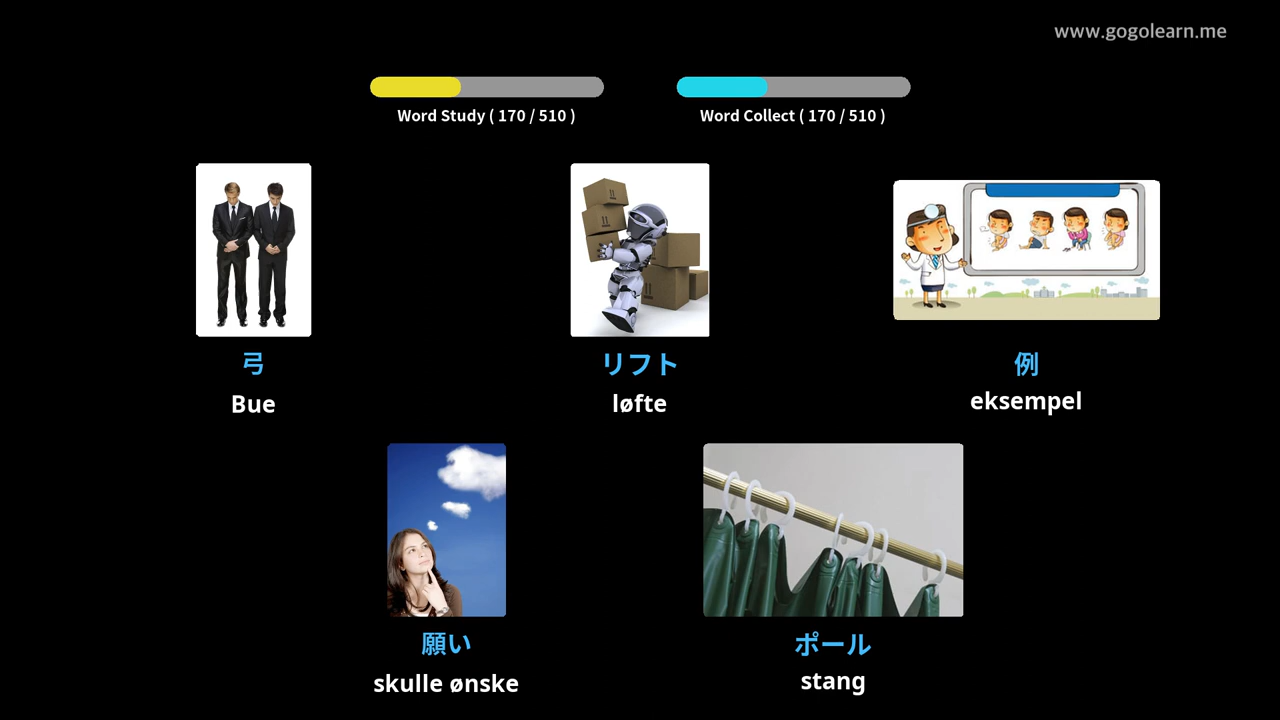 www.gogolearn.me
Word Study ( 170 / 510 )
Word Collect ( 170 / 510 )
弓
Bue
リフト
løfte
例
eksempel
願い
skulle ønske
ポール
stang